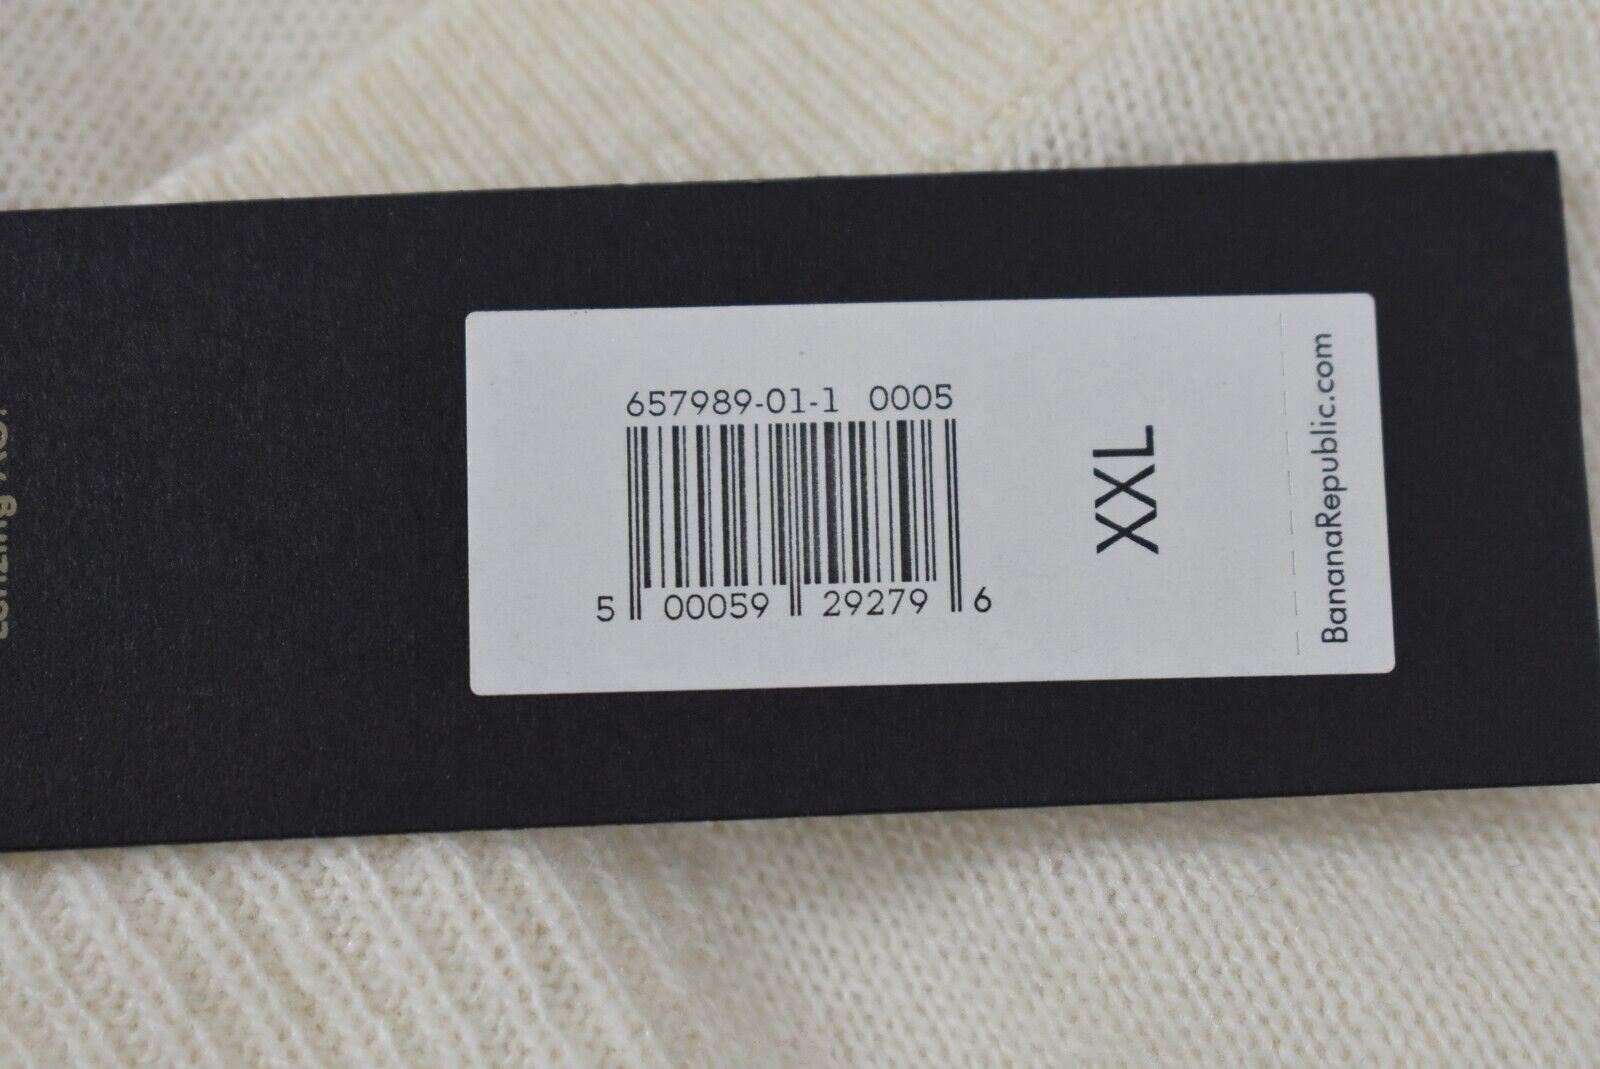 657989-01-1 0005
5 00059 29279 6
XXL
BananaRepublic.com